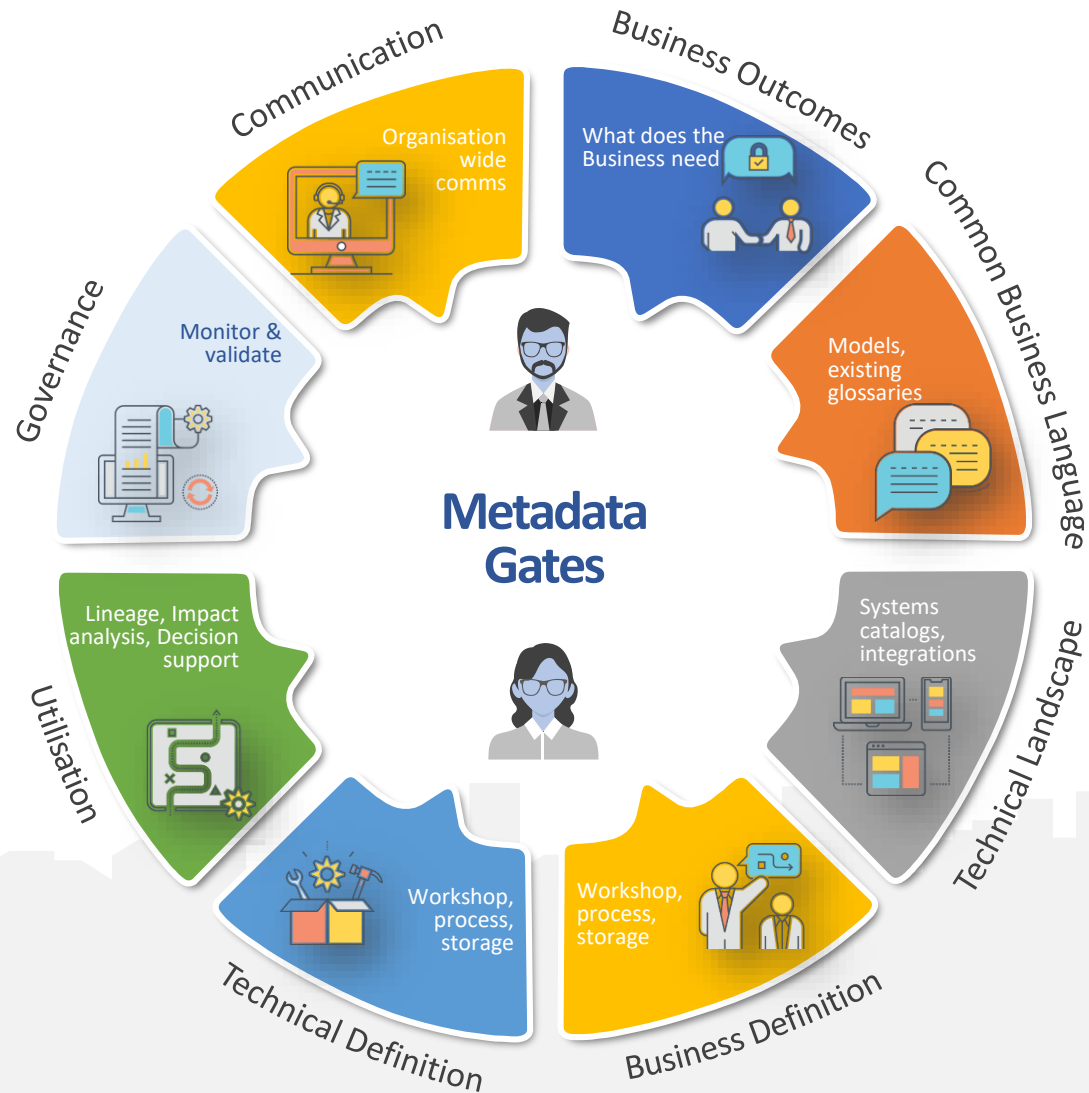 Business Outcomes
What does the
Business need
Common Business Language
Models,
existing
glossaries
Technical Landscape
Systems
catalogs,
integrations
Business Definition
Workshop,
process,
storage
Technical Definition
Workshop,
process,
storage
Utilisation
Lineage, Impact
analysis, Decision
support
Governance
Monitor &
validate
Communication
Organisation
wide
comms
Metadata
Gates